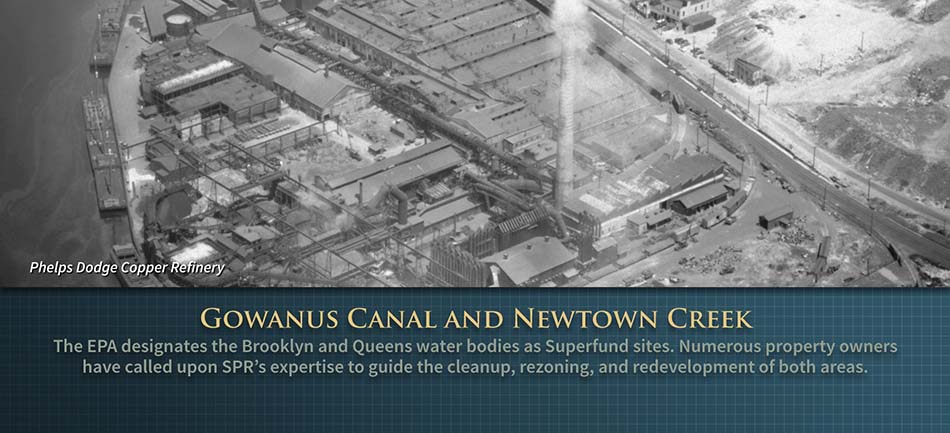 Phelps Dodge Copper Refinery
Gowanus Canal and Newtown Creek
The EPA designates the Brooklyn and Queens water bodies as Superfund sites. Numerous property owners
have called upon SPR's expertise to guide the cleanup, rezoning, and redevelopment of both areas.